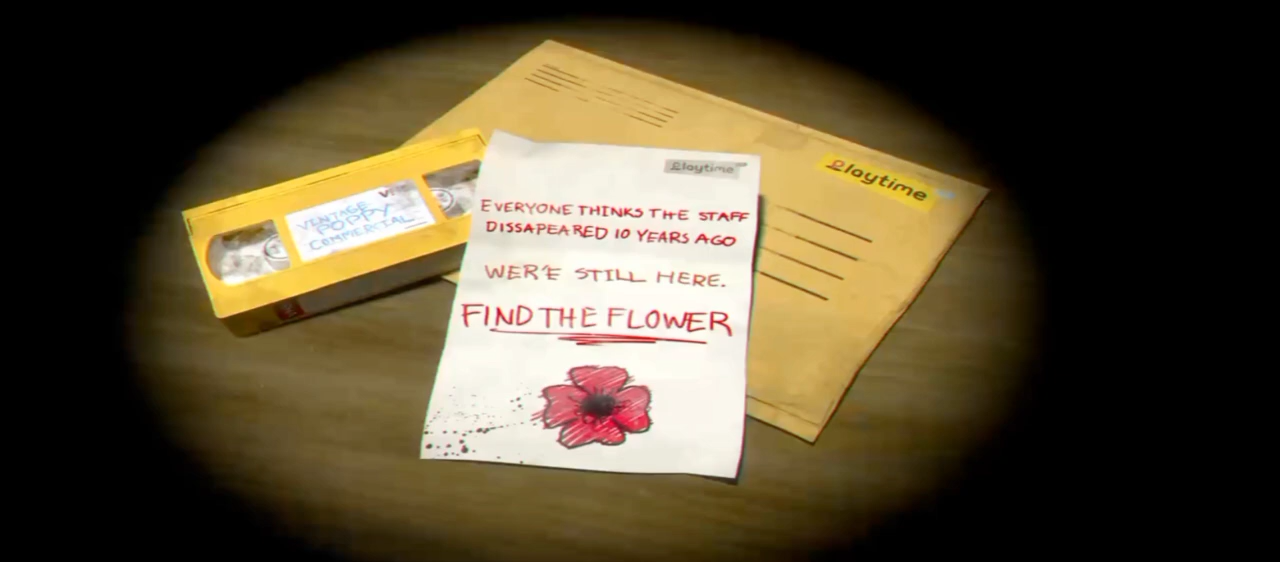 VINTAGE
POPPY
COMMERCIAL
Playtime
EVERYONE THINKS THE STAFF
DISSAPEARED 10 YEARS AGO
WER'E STILL HERE.
FIND THE FLOWER
Playtime